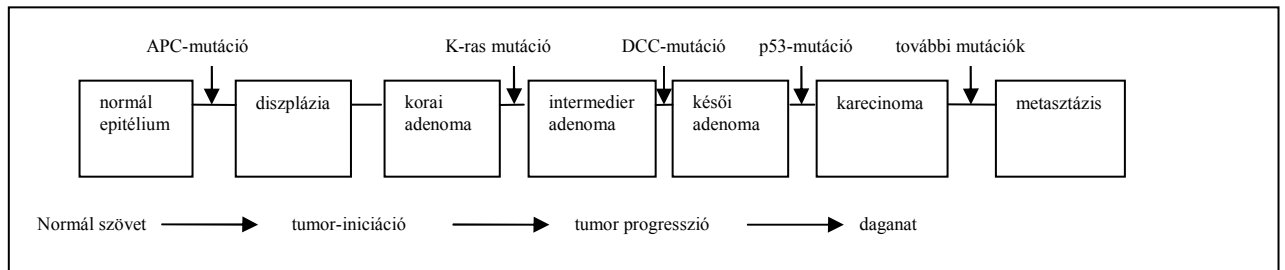 APC-mutáció K-ras mutáció DCC-mutáció p53-mutáció további mutációk
normál epitélium
diszplázia
korai adenoma
intermedier adenoma
késői adenoma
karecinoma
metasztázis
Normál szövet tumor-iniciáció tumor progresszió daganat